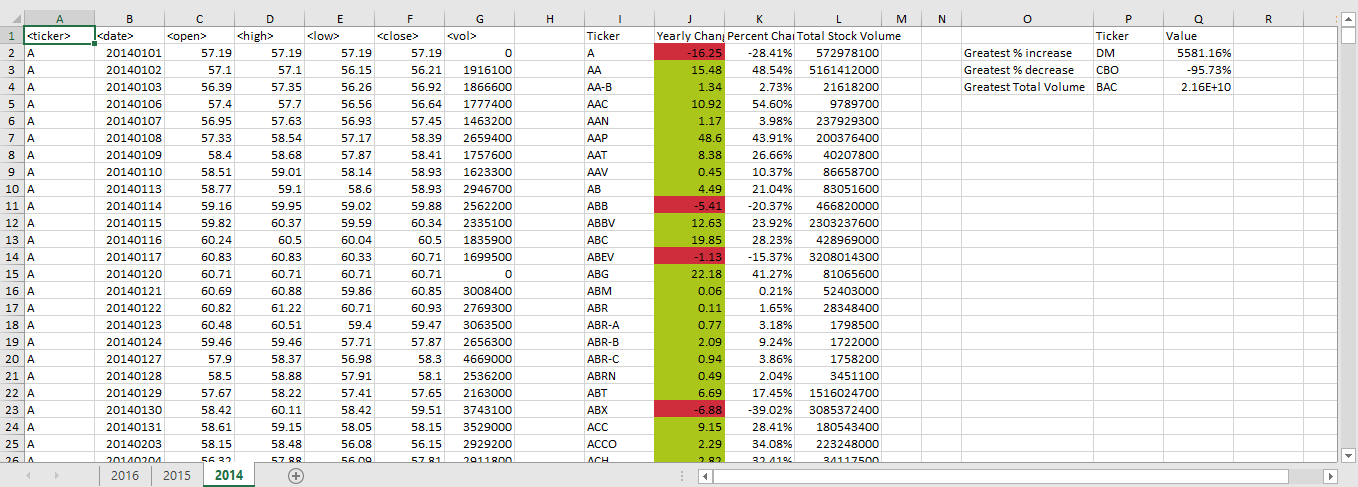 A B C D E F G H I J K L M N O P Q R
1 <ticker> <date> <open> <high> <low> <close> <vol> Ticker Yearly Chang Percent Char Total Stock Volume Ticker Value
2 A 20140101 57.19 57.19 57.19 57.19 0 A -16.25 -28.41% 572978100 Greatest % increase DM 5581.16%
3 A 20140102 57.1 57.1 56.15 56.21 1916100 AA 15.48 48.54% 5161412000 Greatest % decrease CBO -95.73%
4 A 20140103 56.39 57.35 56.26 56.92 1866600 AA-B 1.34 2.73% 21618200 Greatest Total Volume BAC 2.16E+10
5 A 20140106 57.4 57.7 56.56 56.64 1777400 AAC 10.92 54.60% 9789700
6 A 20140107 56.95 57.63 56.93 57.45 1463200 AAN 1.17 3.98% 237929300
7 A 20140108 57.33 58.54 57.17 58.39 2659400 AAP 48.6 43.91% 200376400
8 A 20140109 58.4 58.68 57.87 58.41 1757600 AAT 8.38 26.66% 40207800
9 A 20140110 58.51 59.01 58.14 58.93 1623300 AAV 0.45 10.37% 86658700
10 A 20140113 58.77 59.1 58.6 58.93 2946700 AB 4.49 21.04% 83051600
11 A 20140114 59.16 59.95 59.02 59.88 2562200 ABB -5.41 -20.37% 466820000
12 A 20140115 59.82 60.37 59.59 60.34 2335100 ABBV 12.63 23.92% 2303237600
13 A 20140116 60.24 60.5 60.04 60.5 1835900 ABC 19.85 28.23% 428969000
14 A 20140117 60.83 60.83 60.33 60.71 1699500 ABEV -1.13 -15.37% 3208014300
15 A 20140120 60.71 60.71 60.71 60.71 0 ABG 22.18 41.27% 81065600
16 A 20140121 60.69 60.88 59.86 60.85 3008400 ABM 0.06 0.21% 52403000
17 A 20140122 60.82 61.22 60.71 60.93 2769300 ABR 0.11 1.65% 28348400
18 A 20140123 60.48 60.51 59.4 59.47 3063500 ABR-A 0.77 3.18% 1798500
19 A 20140124 59.46 59.46 57.71 57.87 2656300 ABR-B 2.09 9.24% 1722000
20 A 20140127 57.9 58.37 56.98 58.3 4669000 ABR-C 0.94 3.86% 1758200
21 A 20140128 58.5 58.88 57.91 58.1 2536200 ABRN 0.49 2.04% 3451100
22 A 20140129 57.67 58.22 57.41 57.65 2163000 ABT 6.69 17.45% 1516024700
23 A 20140130 58.42 60.11 58.42 59.51 3743100 ABX -6.88 -39.02% 3085372400
24 A 20140131 58.61 59.15 58.05 58.15 3529000 ACC 9.15 28.41% 180543400
25 A 20140203 58.15 58.48 56.08 56.15 2929200 ACCO 2.29 34.08% 223248000
26 A 20140204 56.32 57.88 56.09 57.81 2911800 ACH 2.82 32.41% 34117500
2016 2015 2014